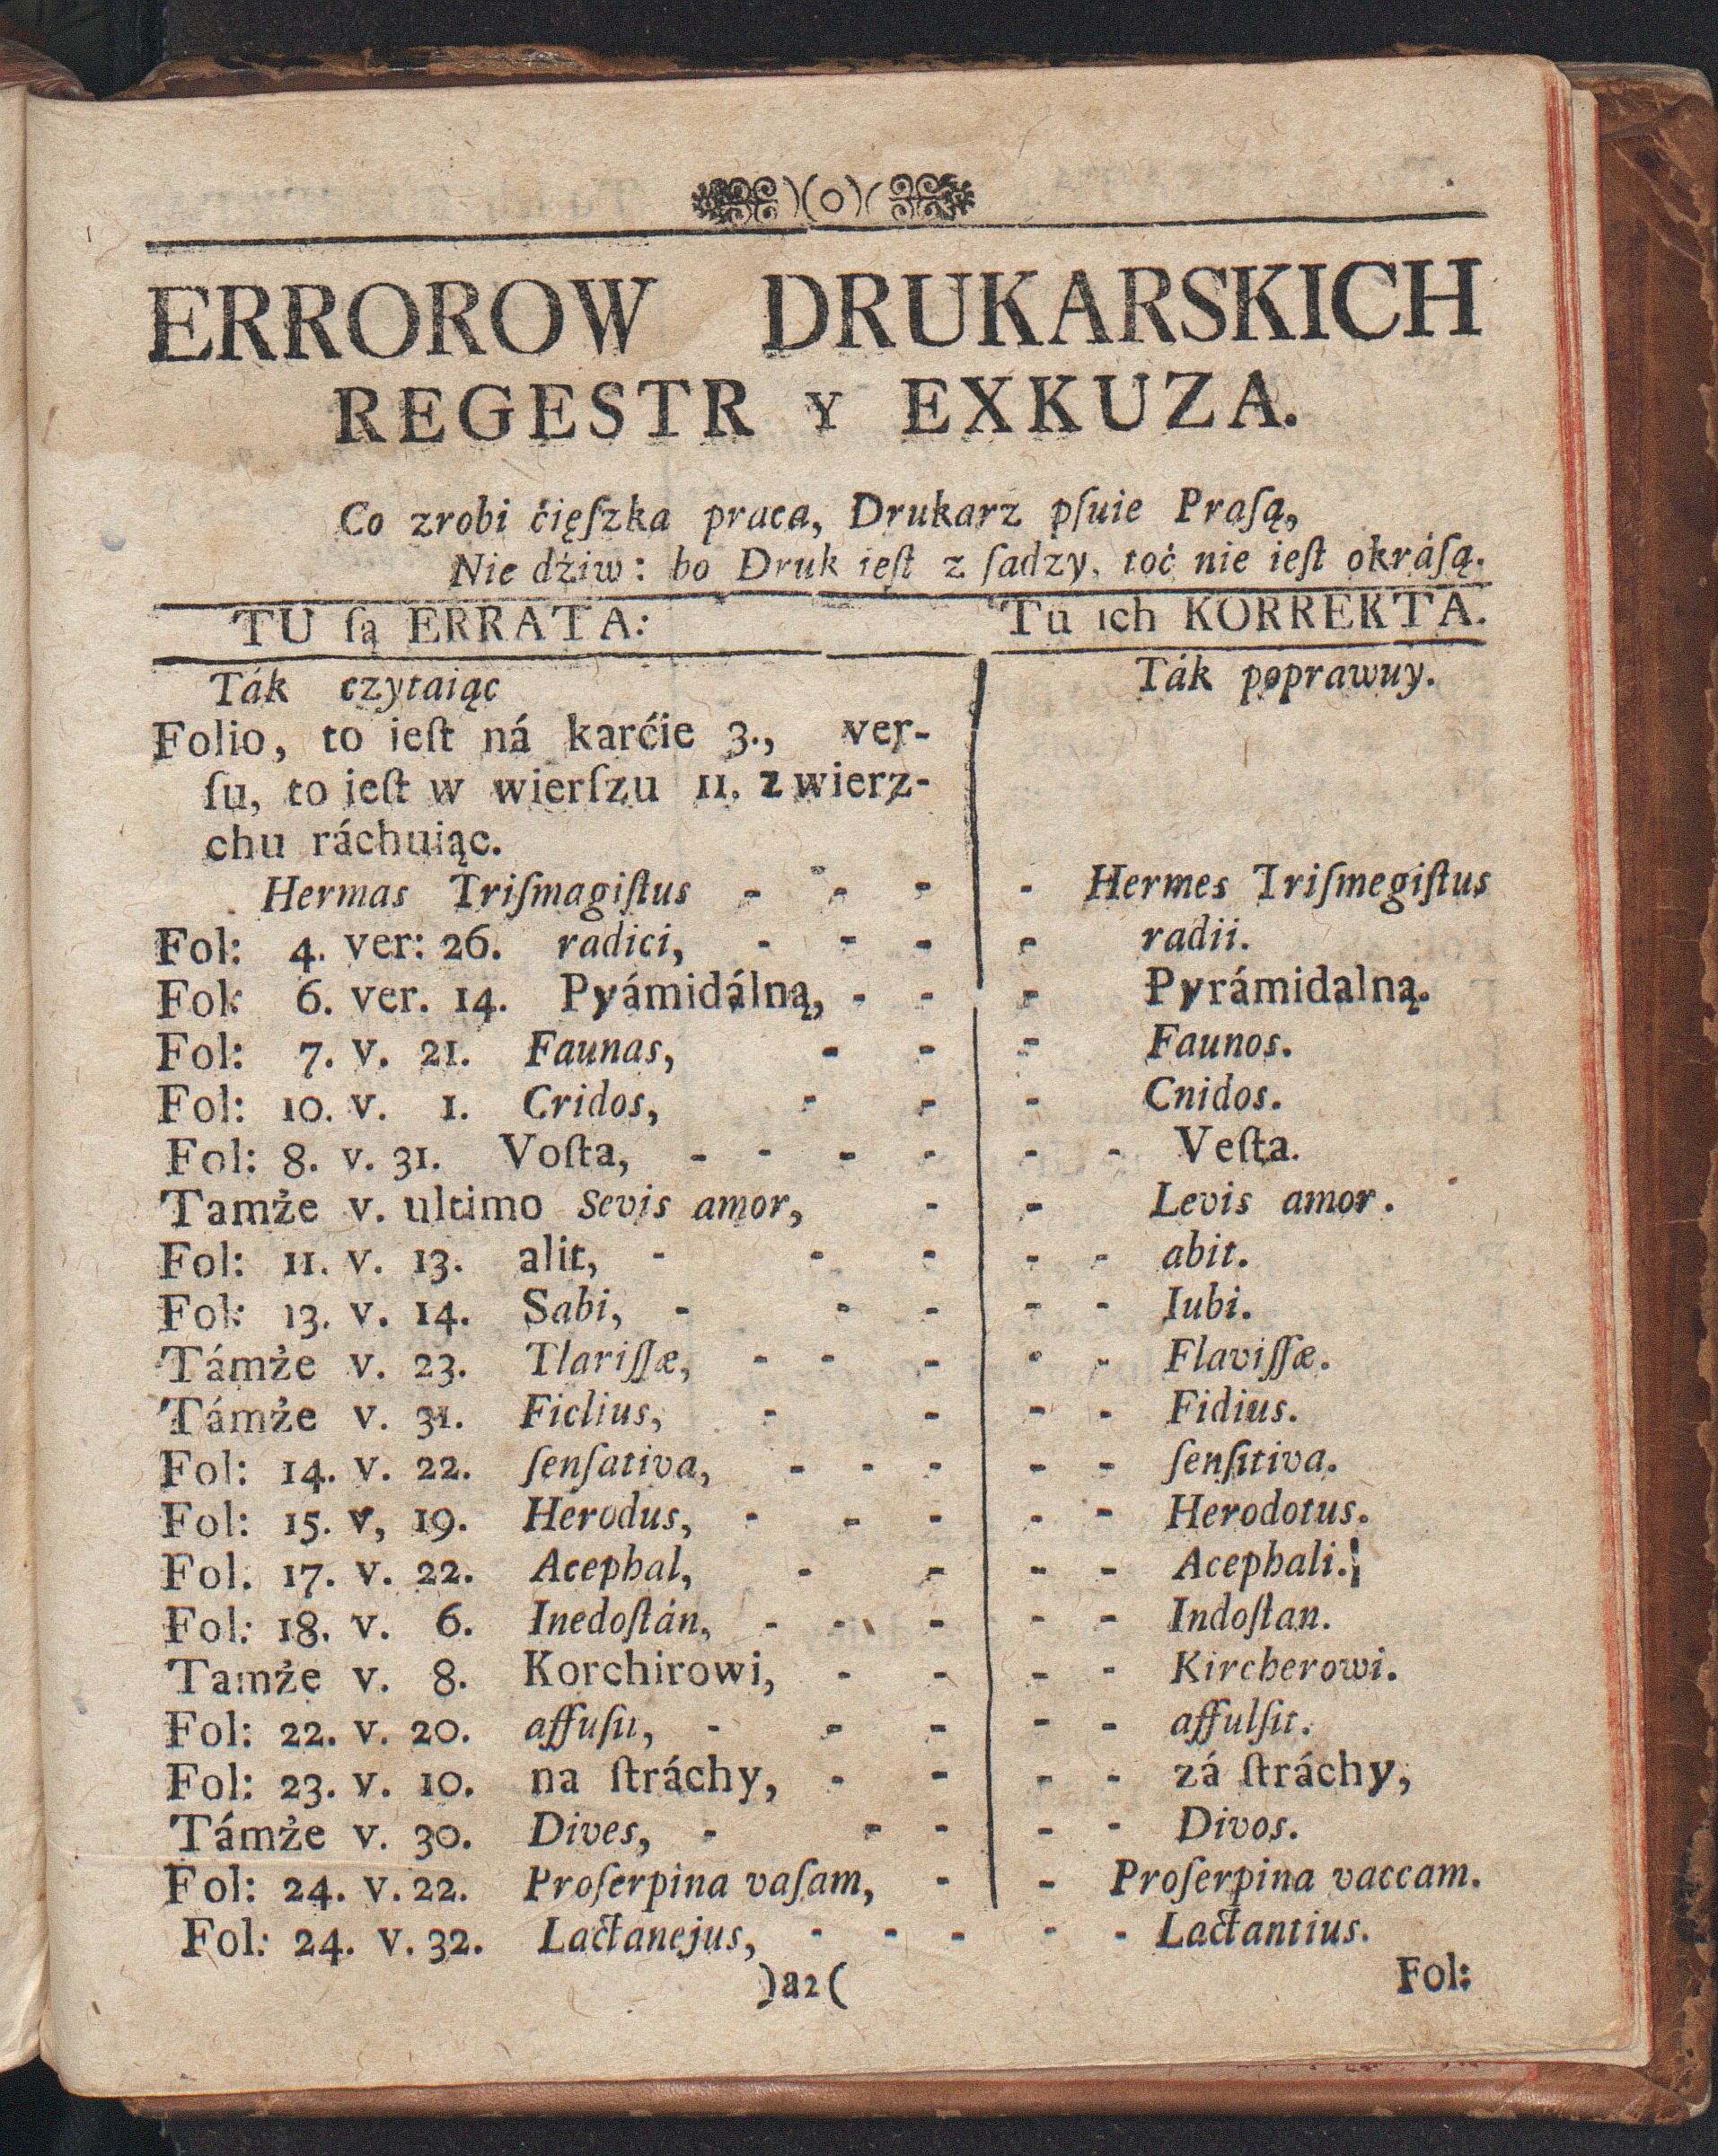 )(o)(
ERROROW DRUKARSKICH
REGESTR Y EXKUZA.
Co zrobi ćięſzka praca, Drukarz pſuie Praſą,
Nie dźiw: bo Druk ieſt z ſadzy, toć nie ieſt okráſą.
TU ſą ERRATA: Tu ich KORREKTA.
Ták czytaiąc Ták poprawuy.
Folio, to ieſt ná karćie 3., ver-
ſu, to ieſt w wierſzu 11. z wierz-
chu ráchuiąc.
Hermas Triſmagiſtus - - - - Hermes Triſmegiſtus
Fol: 4. ver: 26. radici, - - - - radii.
Fol: 6. ver. 14. Pyámidálną, - - - Pyrámidalną.
Fol: 7. v. 21. Faunas, - - - Faunos.
Fol: 10. v. 1. Cridos, - - - Cnidos.
Fol: 8. v. 31. Voſta, - - - - - - Veſta.
Tamże v. ultimo Sevis amor, - - Levis amor.
Fol: 11. v. 13. alit, - - - - - abit.
Fol: 13. v. 14. Sabi, - - - - - Iubi.
Támże v. 23. Tlariſſæ, - - - - - Flaviſſæ.
Támże v. 31. Ficlius, - - - - Fidius.
Fol: 14. v. 22. ſenſativa, - - - - - ſenſitiva.
Fol: 15. v, 19. Herodus, - - - - - Herodotus.
Fol. 17. v. 22. Acephal, - - - - Acephali.
Fol: 18. v. 6. Inedoſtán, - - - - - Indoſtan.
Tamże v. 8. Korchirowi, - - - - Kircherowi.
Fol: 22. v. 20. affuſit, - - - - - affulſit.
Fol: 23. v. 10. na ſtráchy, - - - - zá ſtráchy,
Támże v. 30. Dives, - - - - - Divos.
Fol: 24. v. 22. Proſerpina vaſam, - - Proſerpina vaccam.
Fol: 24. v. 32. Lactanejus, - - - - - Lactantius.
)a2( Fol: